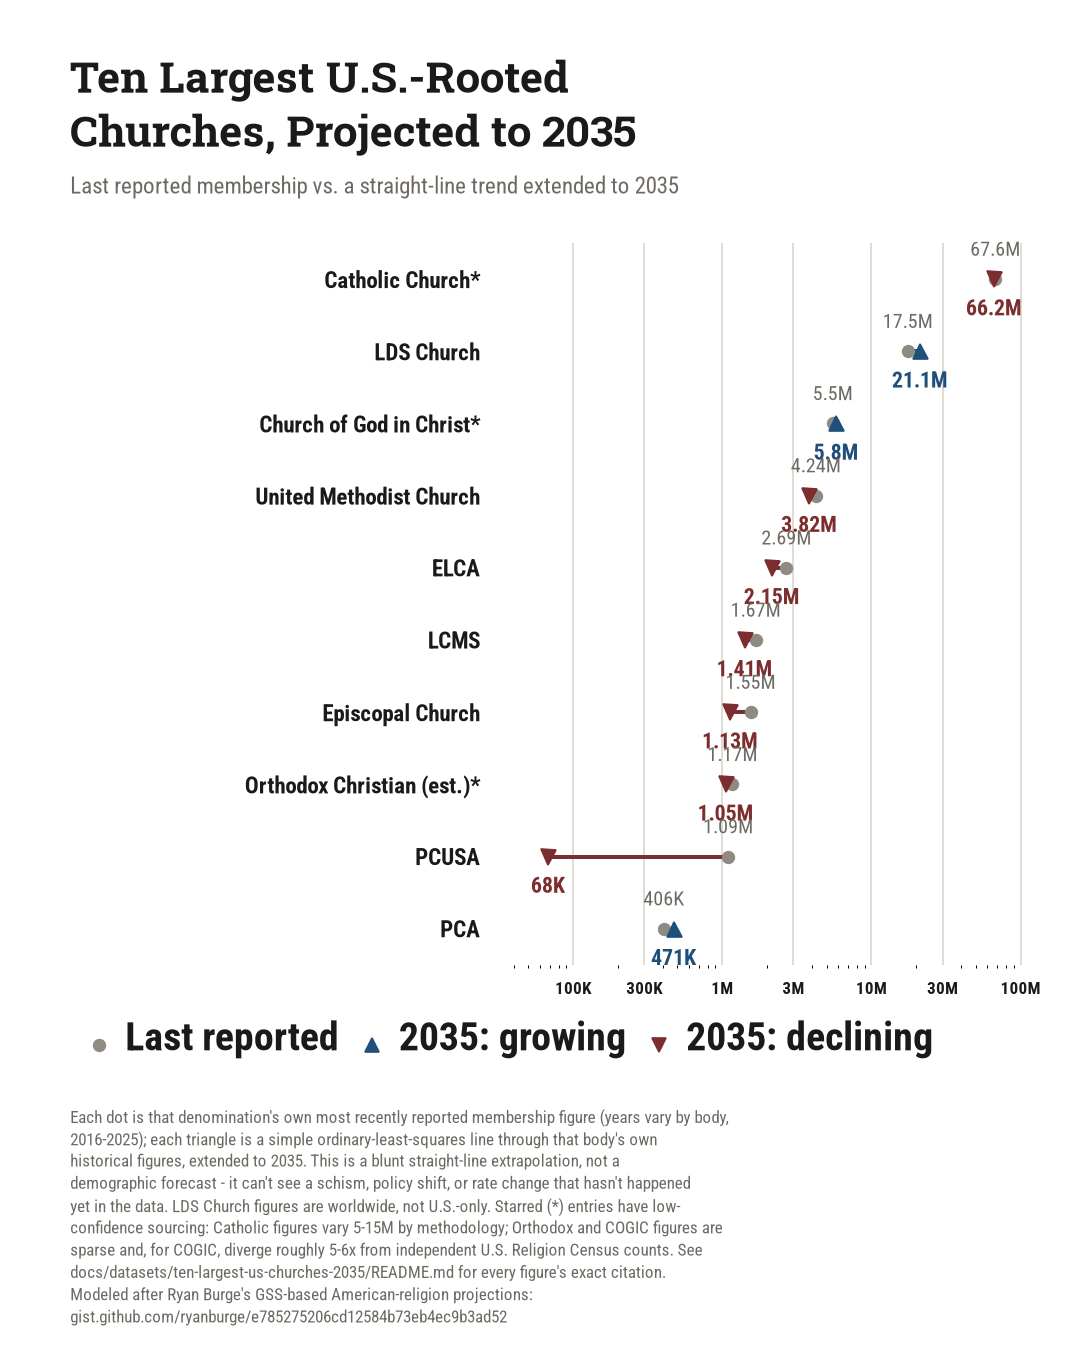 Ten Largest U.S.-Rooted
Churches, Projected to 2035
Last reported membership vs. a straight-line trend extended to 2035
67.6M
Catholic Church*
66.2M
17.5M
LDS Church
21.1M
5.5M
Church of God in Christ*
5.8M
4.24M
United Methodist Church
3.82M
2.69M
ELCA
2.15M
1.67M
LCMS
1.41M
1.55M
Episcopal Church
1.13M
1.17M
Orthodox Christian (est.)*
1.05M
1.09M
PCUSA
68K
406K
PCA
471K
100K 300K 1M 3M 10M 30M 100M
Last reported 2035: growing 2035: declining
Each dot is that denomination's own most recently reported membership figure (years vary by body,
2016-2025); each triangle is a simple ordinary-least-squares line through that body's own
historical figures, extended to 2035. This is a blunt straight-line extrapolation, not a
demographic forecast - it can't see a schism, policy shift, or rate change that hasn't happened
yet in the data. LDS Church figures are worldwide, not U.S.-only. Starred (*) entries have low-
confidence sourcing: Catholic figures vary 5-15M by methodology; Orthodox and COGIC figures are
sparse and, for COGIC, diverge roughly 5-6x from independent U.S. Religion Census counts. See
docs/datasets/ten-largest-us-churches-2035/README.md for every figure's exact citation.
Modeled after Ryan Burge's GSS-based American-religion projections:
gist.github.com/ryanburge/e785275206cd12584b73eb4ec9b3ad52